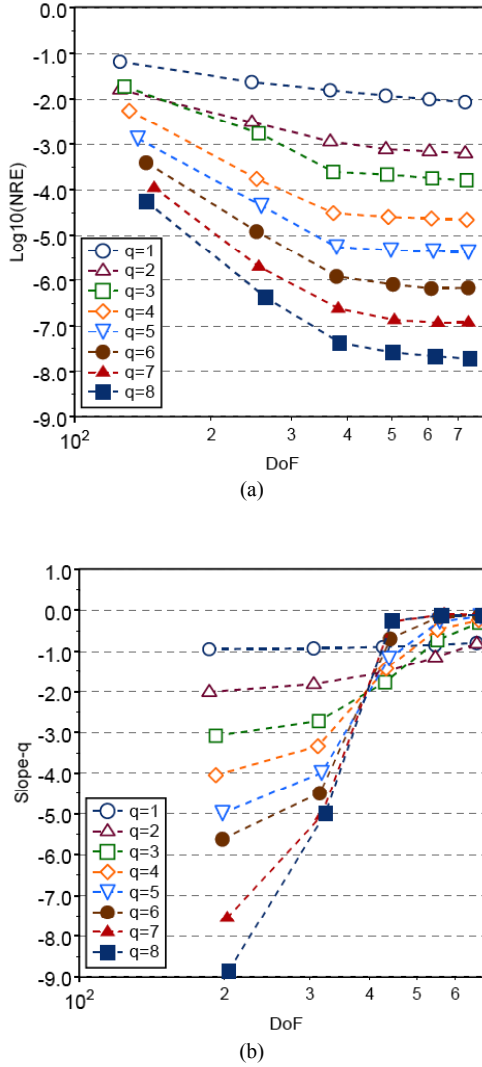 0.0
-1.0
-2.0
-3.0
-4.0
-5.0
-6.0
-7.0
-8.0
-9.0
Log10(NRE)
q=1
q=2
q=3
q=4
q=5
q=6
q=7
q=8
10² 2 3 4 5 6 7
DoF
(a)
0.0
-1.0
-2.0
-3.0
-4.0
-5.0
-6.0
-7.0
-8.0
-9.0
Slope-q
q=1
q=2
q=3
q=4
q=5
q=6
q=7
q=8
10² 2 3 4 5 6
DoF
(b)